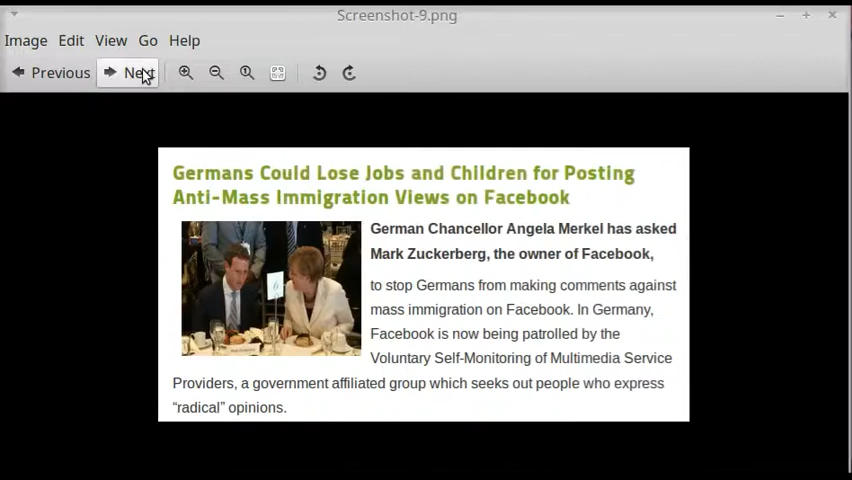 Screenshot-9.png
Image Edit View Go Help
Previous Next
Germans Could Lose Jobs and Children for Posting
Anti-Mass Immigration Views on Facebook
German Chancellor Angela Merkel has asked
Mark Zuckerberg, the owner of Facebook,
to stop Germans from making comments against
mass immigration on Facebook. In Germany,
Facebook is now being patrolled by the
Voluntary Self-Monitoring of Multimedia Service
Providers, a government affiliated group which seeks out people who express
“radical” opinions.